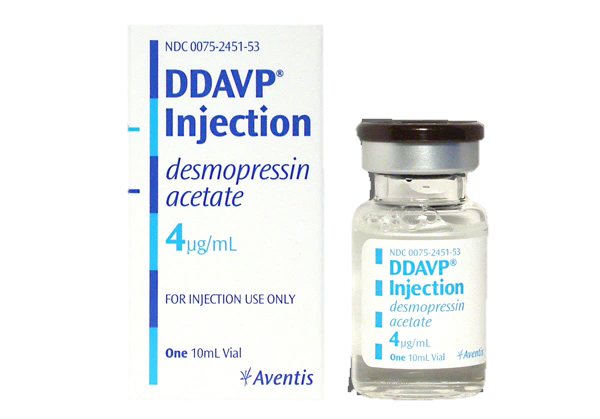 NDC 0075-2451-53
DDAVP®
Injection
desmopressin
acetate
4µg/mL
FOR INJECTION USE ONLY
One 10mL Vial
Aventis
NDC 0075-2451-53
DDAVP®
Injection
desmopressin
acetate
4µg/mL
One 10mL Vial
Aventis